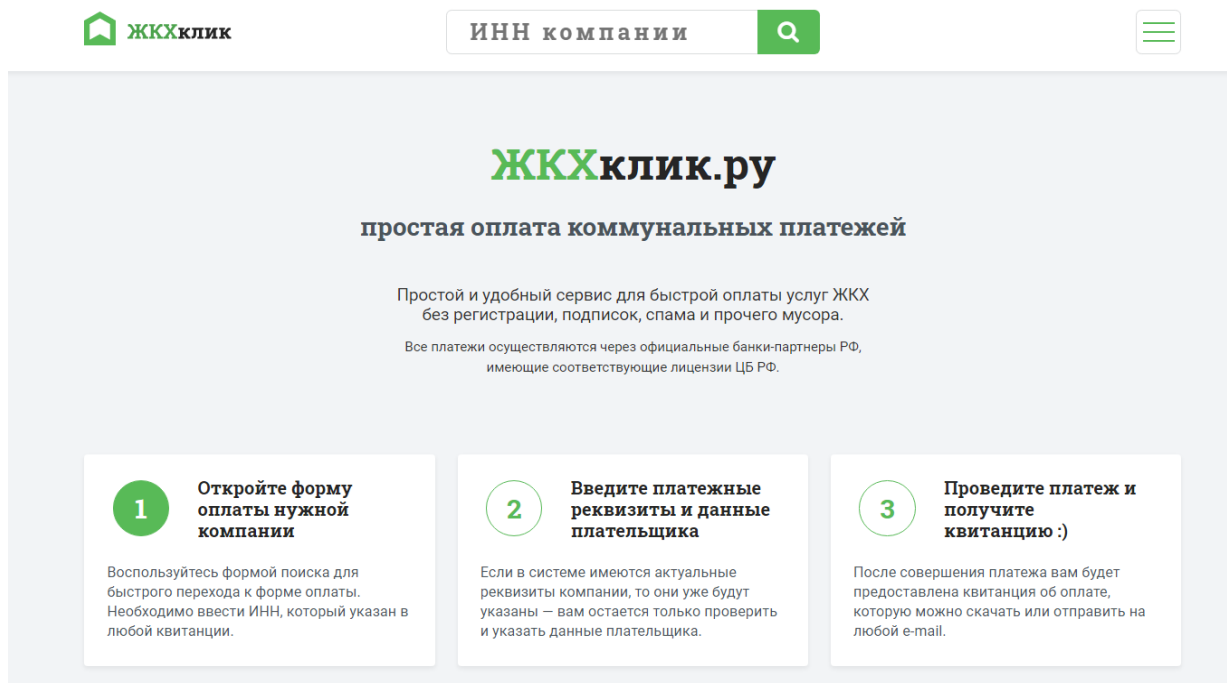 ЖКХклик
ИНН компании
ЖКХклик.ру
простая оплата коммунальных платежей
Простой и удобный сервис для быстрой оплаты услуг ЖКХ
без регистрации, подписок, спама и прочего мусора.
Все платежи осуществляются через официальные банки-партнеры РФ,
имеющие соответствующие лицензии ЦБ РФ.
1
Откройте форму
оплаты нужной
компании
Воспользуйтесь формой поиска для
быстрого перехода к форме оплаты.
Необходимо ввести ИНН, который указан в
любой квитанции.
2
Введите платежные
реквизиты и данные
плательщика
Если в системе имеются актуальные
реквизиты компании, то они уже будут
указаны — вам остается только проверить
и указать данные плательщика.
3
Проведите платеж и
получите
квитанцию :)
После совершения платежа вам будет
предоставлена квитанция об оплате,
которую можно скачать или отправить на
любой e-mail.